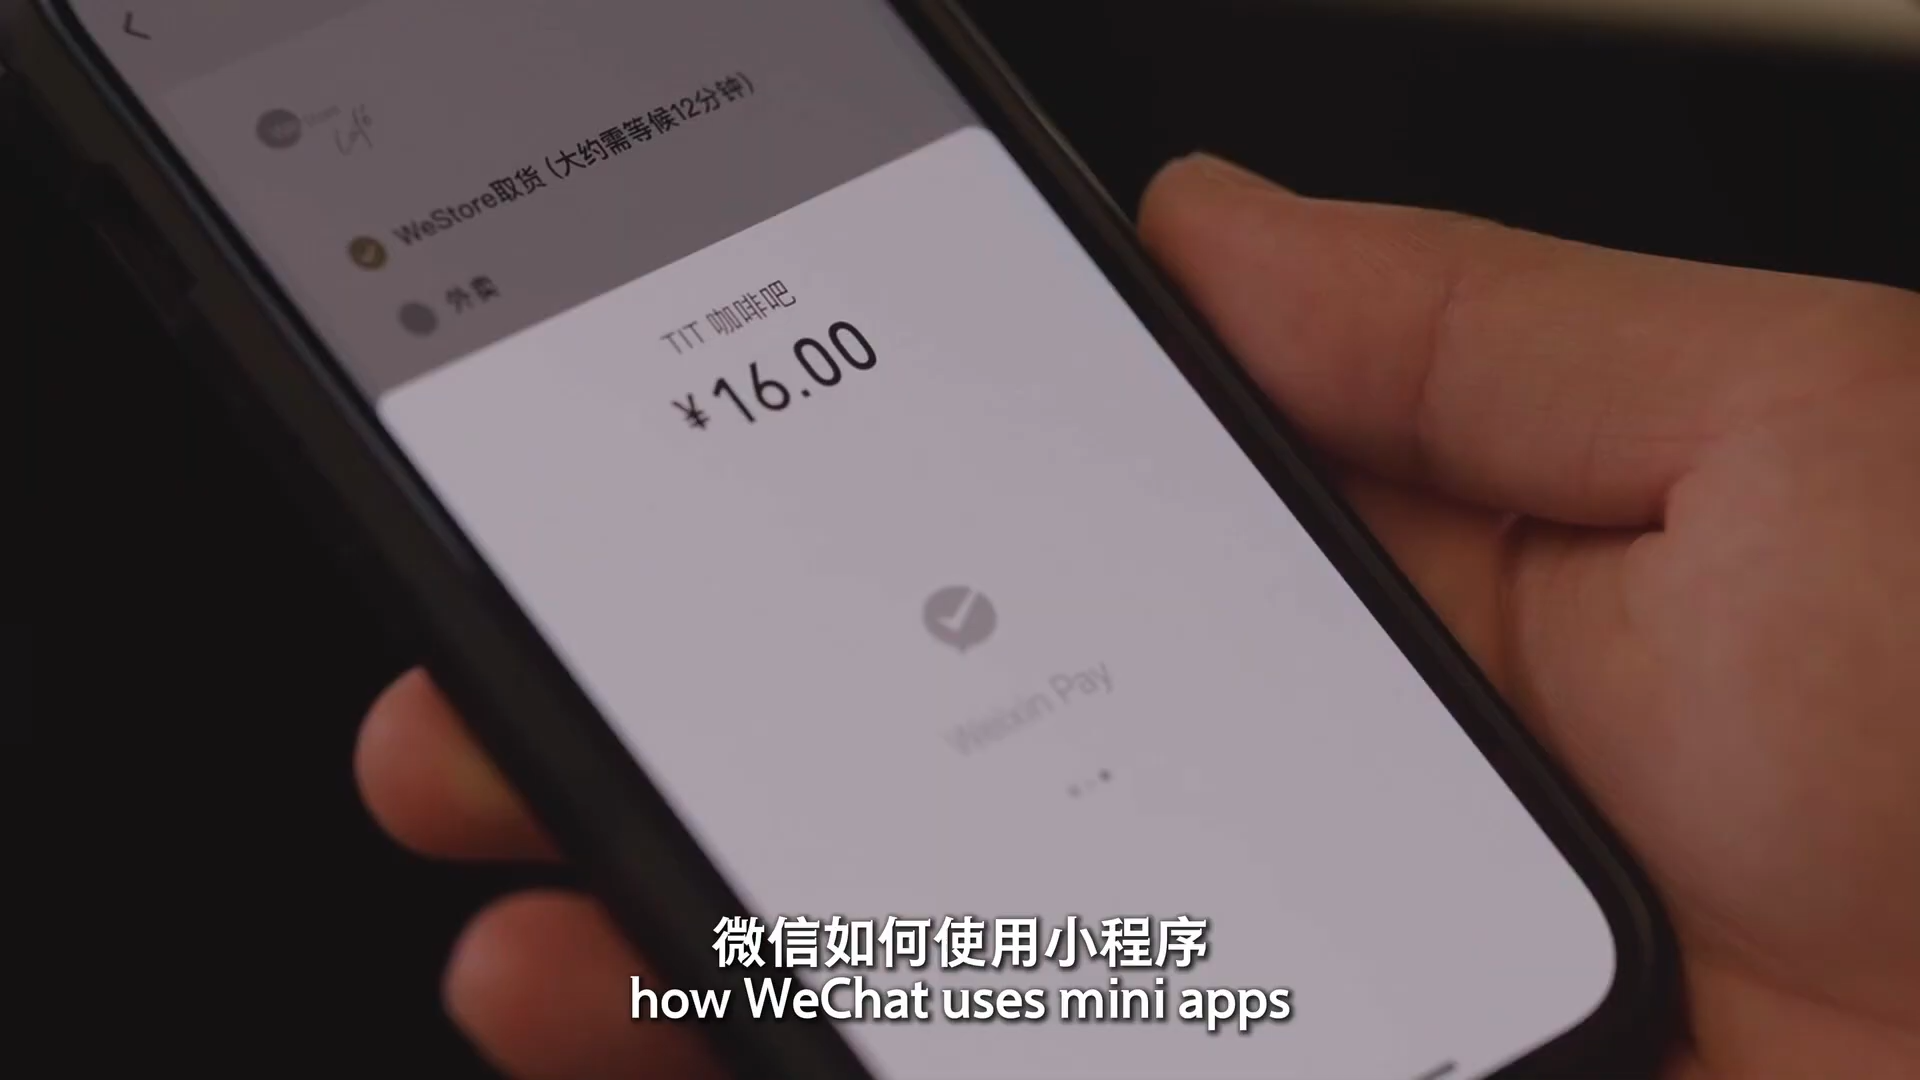 WeStore取货 (大约需等候12分钟)
外卖
TIT 咖啡吧
¥16.00
Weixin Pay
微信如何使用小程序
how WeChat uses mini apps